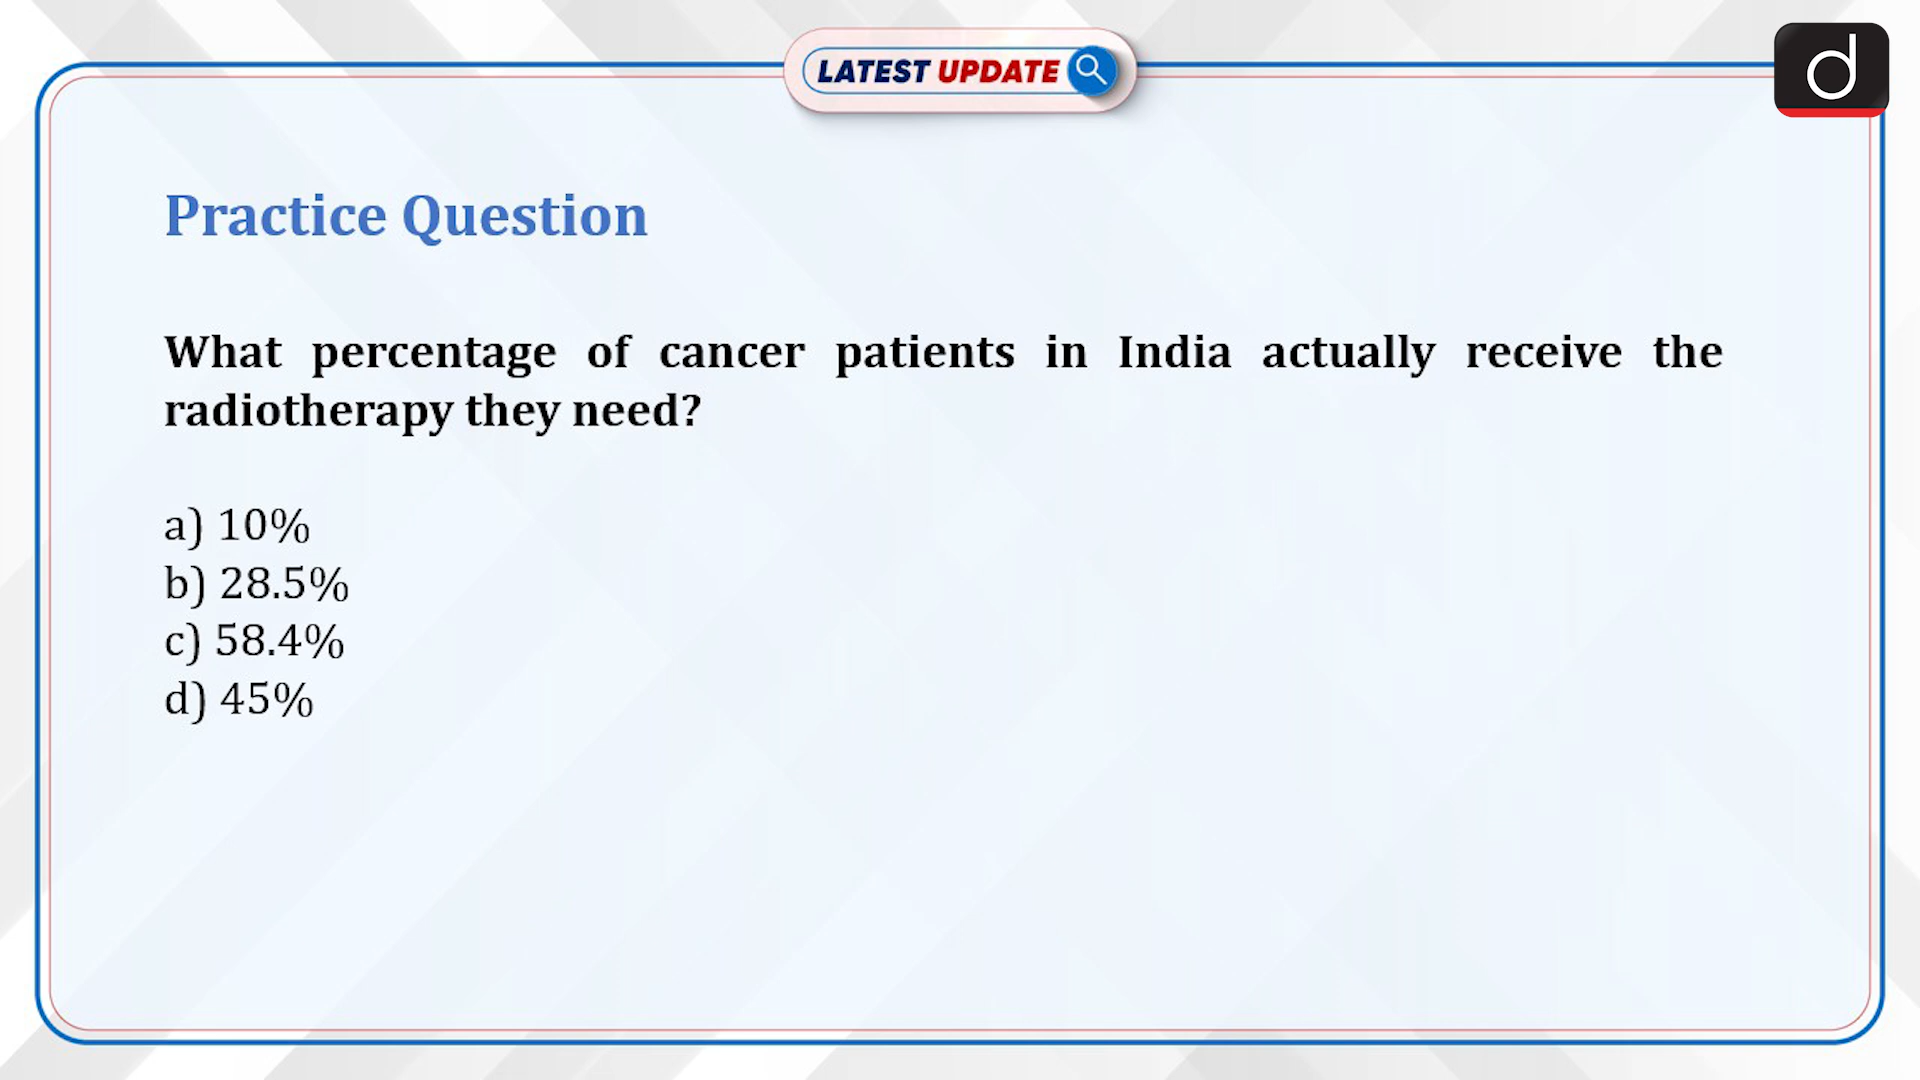 LATEST UPDATE
d
Practice Question
What percentage of cancer patients in India actually receive the
radiotherapy they need?
a) 10%
b) 28.5%
c) 58.4%
d) 45%